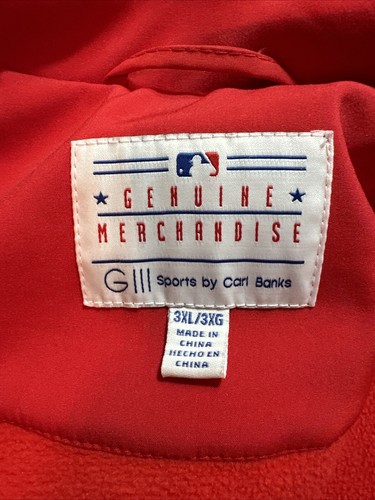 GENUINE
MERCHANDISE
GIII Sports by Carl Banks
3XL/3XG
MADE IN
CHINA
HECHO EN
CHINA